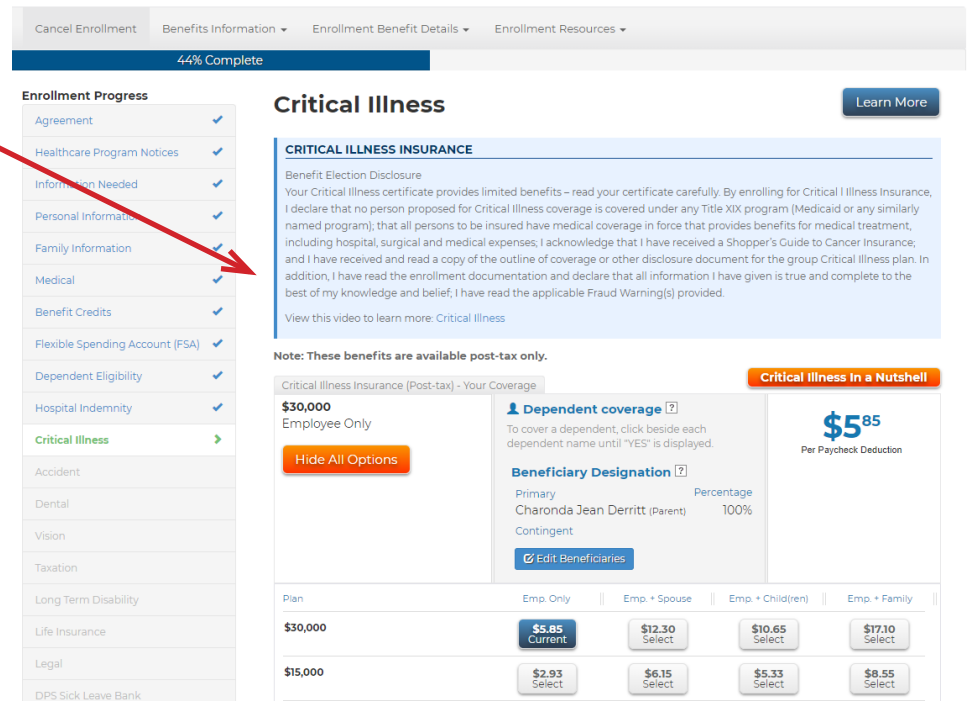 Cancel Enrollment Benefits Information Enrollment Benefit Details Enrollment Resources
44% Complete
Enrollment Progress
Agreement
Healthcare Program Notices
Information Needed
Personal Information
Family Information
Medical
Benefit Credits
Flexible Spending Account (FSA)
Dependent Eligibility
Hospital Indemnity
Critical Illness
Accident
Dental
Vision
Taxation
Long Term Disability
Life Insurance
Legal
DPS Sick Leave Bank
Critical Illness
Learn More
CRITICAL ILLNESS INSURANCE
Benefit Election Disclosure
Your Critical Illness certificate provides limited benefits – read your certificate carefully. By enrolling for Critical l Illness Insurance,
I declare that no person proposed for Critical Illness coverage is covered under any Title XIX program (Medicaid or any similarly
named program); that all persons to be insured have medical coverage in force that provides benefits for medical treatment,
including hospital, surgical and medical expenses; I acknowledge that I have received a Shopper's Guide to Cancer Insurance;
and I have received and read a copy of the outline of coverage or other disclosure document for the group Critical Illness plan. In
addition, I have read the enrollment documentation and declare that all information I have given is true and complete to the
best of my knowledge and belief; I have read the applicable Fraud Warning(s) provided.
View this video to learn more: Critical Illness
Note: These benefits are available post-tax only.
Critical Illness Insurance (Post-tax) - Your Coverage
Critical Illness In a Nutshell
$30,000
Employee Only
Hide All Options
Dependent coverage ?
To cover a dependent, click beside each
dependent name until "YES" is displayed.
Beneficiary Designation ?
Primary Percentage
Charonda Jean Derritt (Parent) 100%
Contingent
Edit Beneficiaries
$5 85
Per Paycheck Deduction
Plan Emp. Only Emp. + Spouse Emp. + Child(ren) Emp. + Family
$30,000 $5.85 $12.30 $10.65 $17.10
Current Select Select Select
$15,000 $2.93 $6.15 $5.33 $8.55
Select Select Select Select